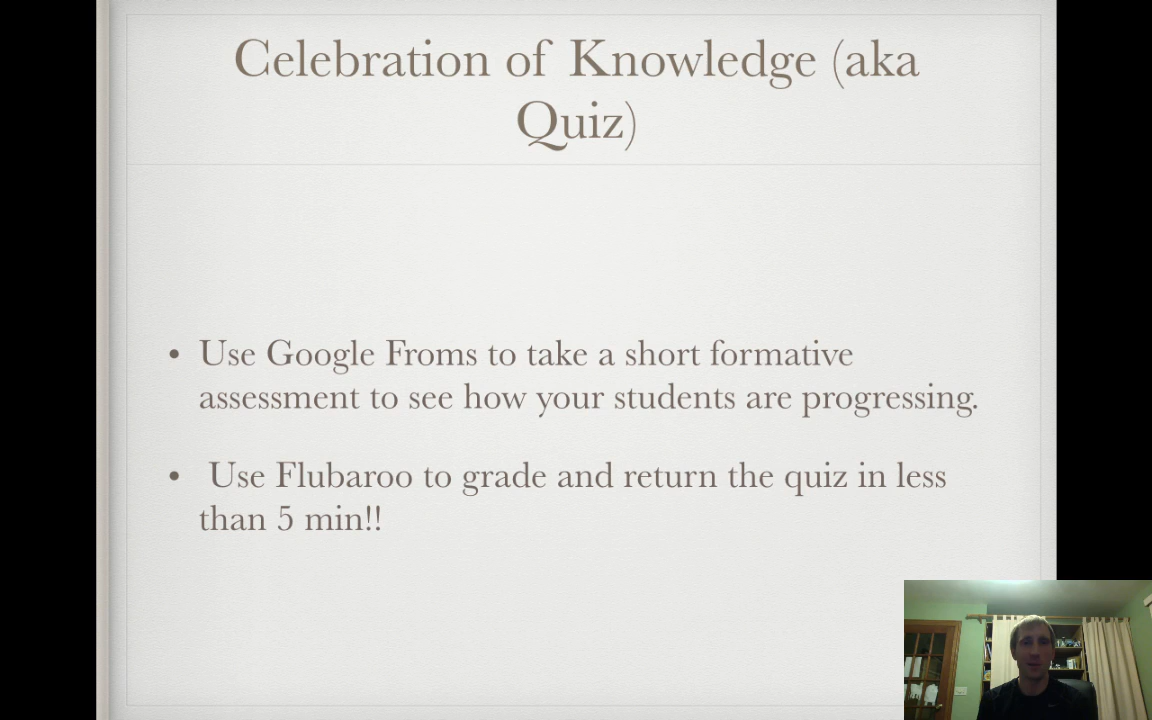 Celebration of Knowledge (aka
Quiz)
• Use Google Froms to take a short formative
assessment to see how your students are progressing.
• Use Flubaroo to grade and return the quiz in less
than 5 min!!